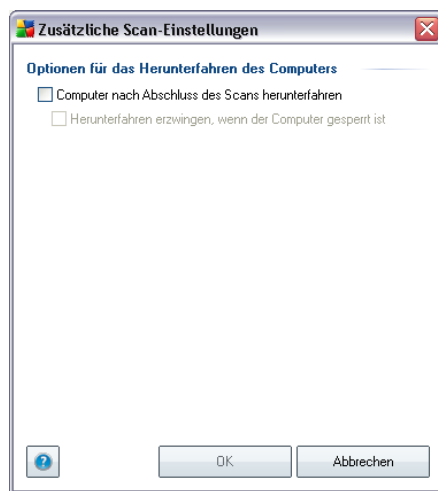 Zusätzliche Scan-Einstellungen
Optionen für das Herunterfahren des Computers
Computer nach Abschluss des Scans herunterfahren
Herunterfahren erzwingen, wenn der Computer gesperrt ist
?
OK
Abbrechen